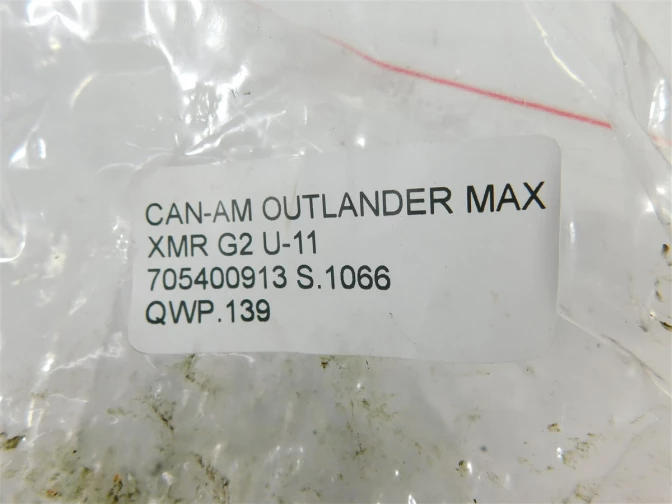 CAN-AM OUTLANDER MAX
XMR G2 U-11
705400913 S.1066
QWP.139